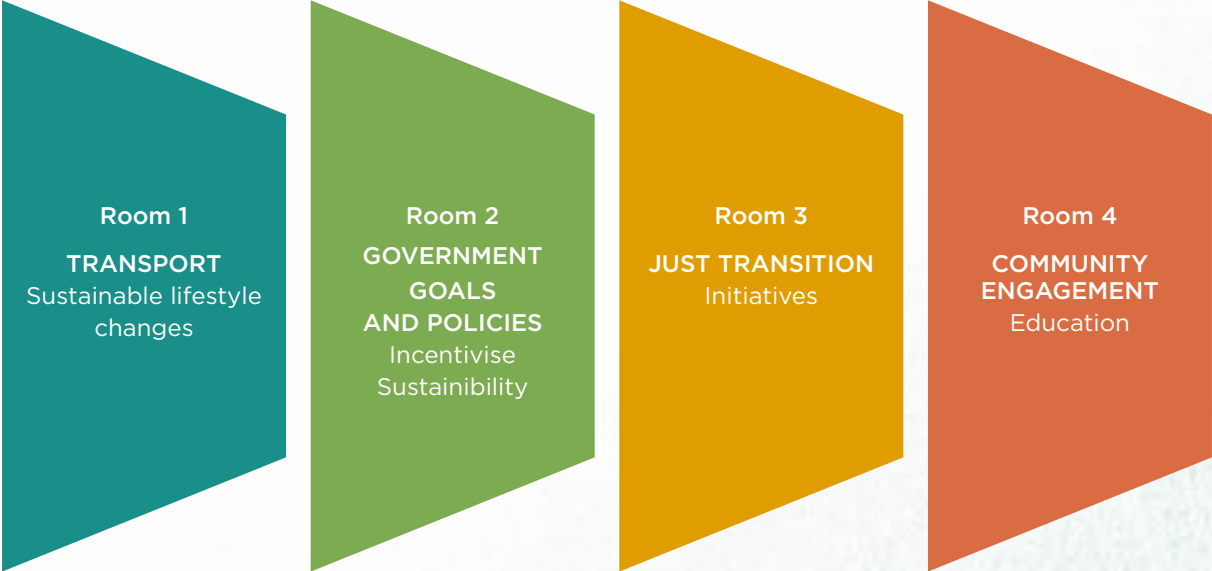 Room 1
TRANSPORT
Sustainable lifestyle
changes
Room 2
GOVERNMENT
GOALS
AND POLICIES
Incentivise
Sustainibility
Room 3
JUST TRANSITION
Initiatives
Room 4
COMMUNITY
ENGAGEMENT
Education